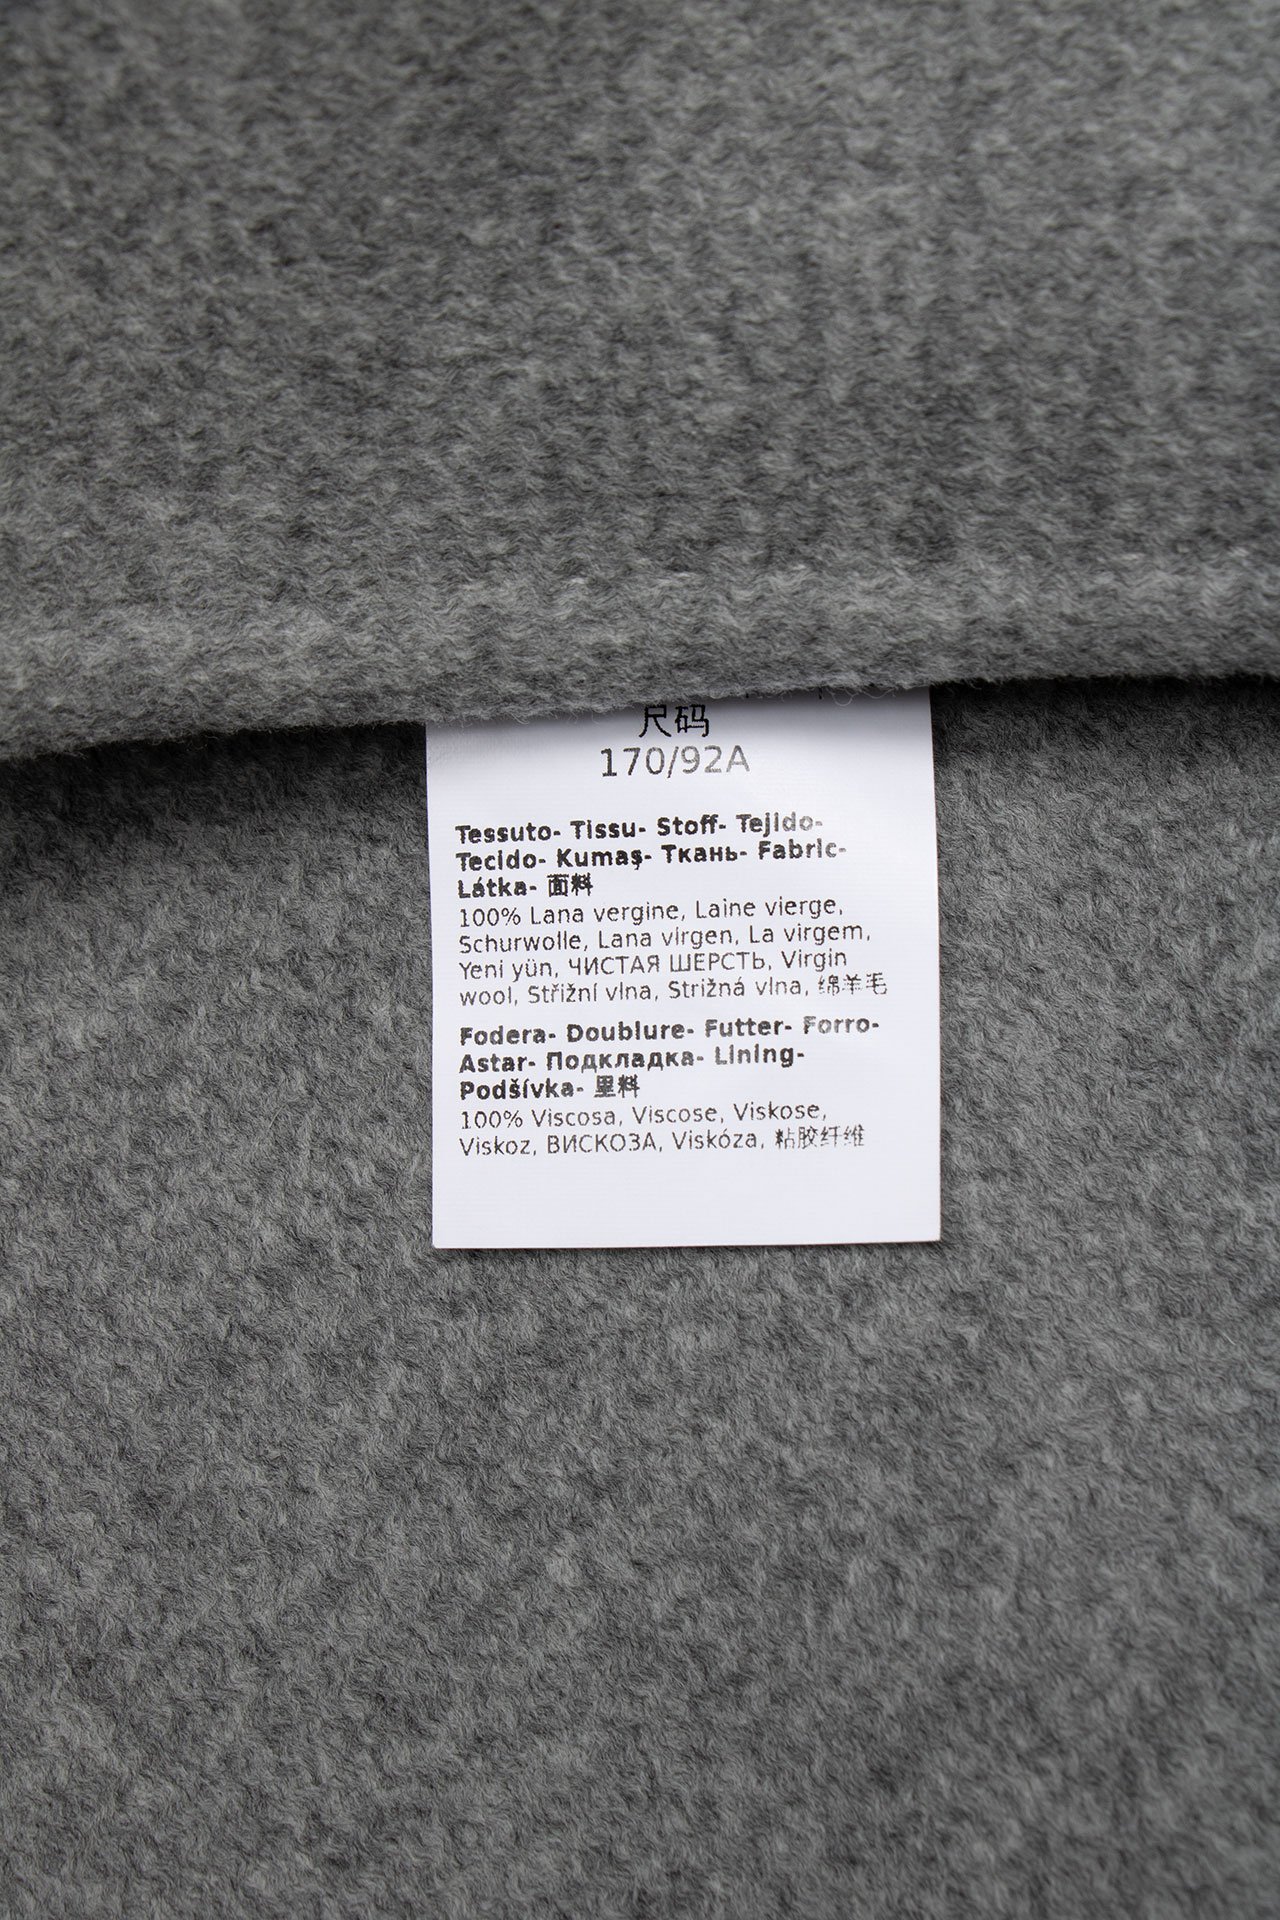 尺码
170/92A
Tessuto- Tissu- Stoff- Tejido-
Tecido- Kumaş- Ткань- Fabric-
Látka- 面料
100% Lana vergine, Laine vierge,
Schurwolle, Lana virgen, La virgem,
Yeni yün, ЧИСТАЯ ШЕРСТЬ, Virgin
wool, Střižní vlna, Strižná vlna, 绵羊毛
Fodera- Doublure- Futter- Forro-
Astar- Подкладка- Lining-
Podšívka- 里料
100% Viscosa, Viscose, Viskose,
Viskoz, ВИСКОЗА, Viskóza, 粘胶纤维